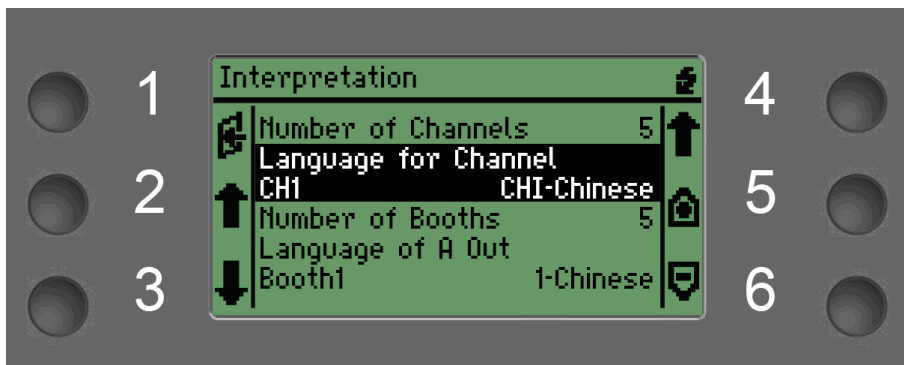 Interpretation
1
4
Number of Channels 5
Language for Channel
CH1 CHI-Chinese
2
5
Number of Booths 5
Language of A Out
Booth1 1-Chinese
3
6